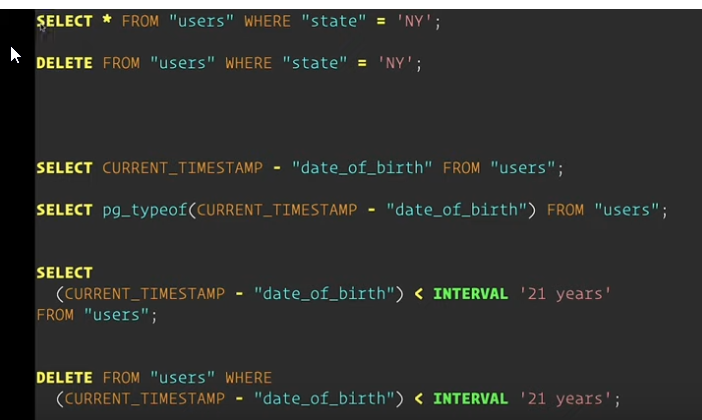 SELECT * FROM "users" WHERE "state" = 'NY';
DELETE FROM "users" WHERE "state" = 'NY';
SELECT CURRENT_TIMESTAMP - "date_of_birth" FROM "users";
SELECT pg_typeof(CURRENT_TIMESTAMP - "date_of_birth") FROM "users";
SELECT
(CURRENT_TIMESTAMP - "date_of_birth") < INTERVAL '21 years'
FROM "users";
DELETE FROM "users" WHERE
(CURRENT_TIMESTAMP - "date_of_birth") < INTERVAL '21 years';